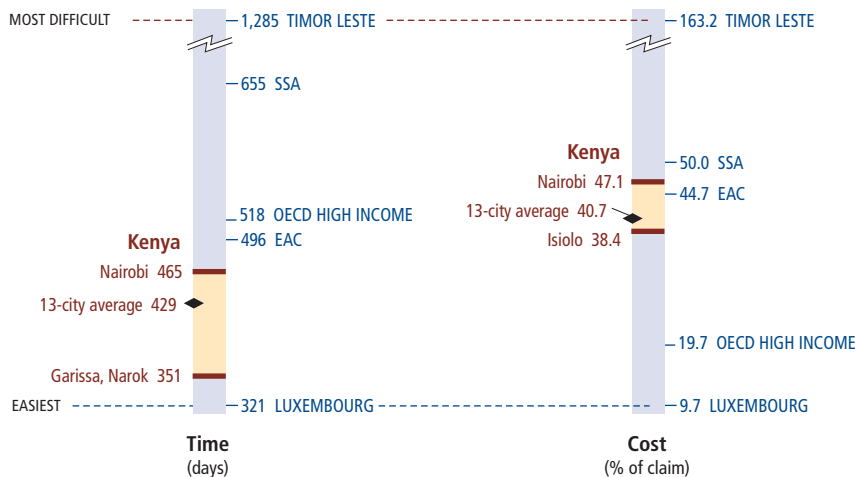 MOST DIFFICULT
1,285 TIMOR LESTE
655 SSA
518 OECD HIGH INCOME
Kenya
496 EAC
Nairobi 465
13-city average 429
Garissa, Narok 351
EASIEST
321 LUXEMBOURG
Time
(days)
163.2 TIMOR LESTE
Kenya
50.0 SSA
Nairobi 47.1
44.7 EAC
13-city average 40.7
Isiolo 38.4
19.7 OECD HIGH INCOME
9.7 LUXEMBOURG
Cost
(% of claim)